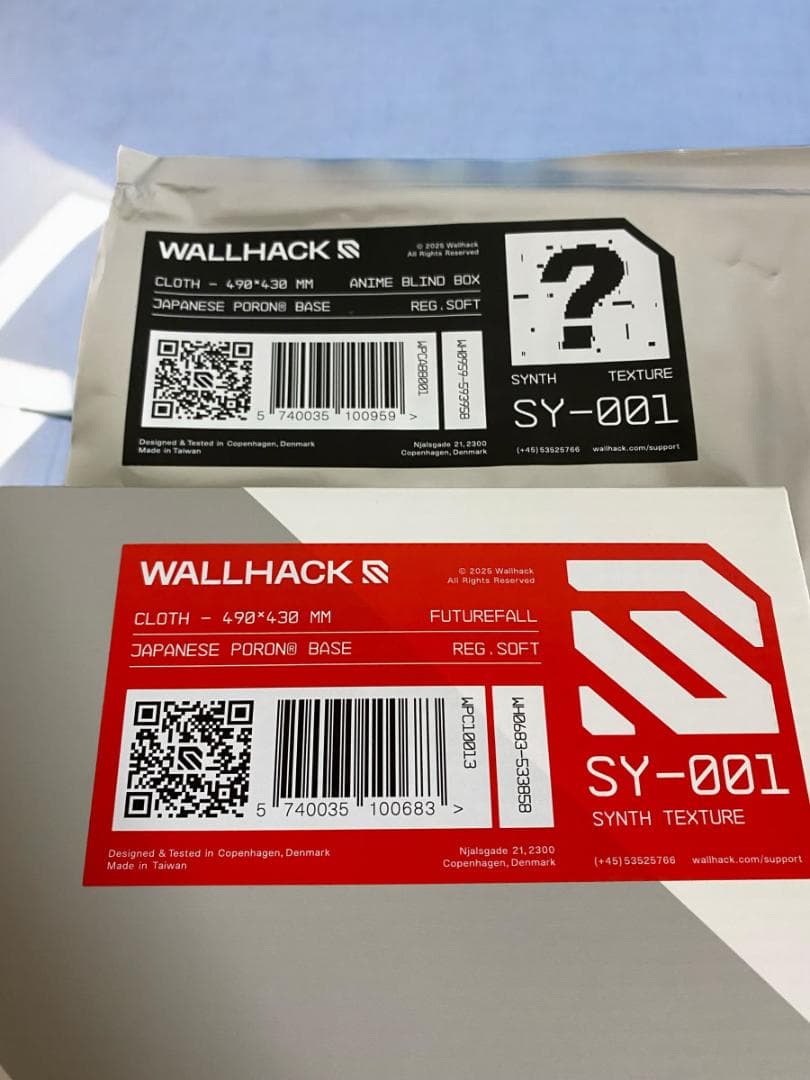 WALLHACK
© 2025 Wallhack
All Rights Reserved
CLOTH - 490*430 MM ANIME BLIND BOX
JAPANESE PORON® BASE REG.SOFT
WPCABB001
WH0959-593958
5 740035 100959 >
Designed & Tested in Copenhagen, Denmark
Made in Taiwan
Njalsgade 21, 2300
Copenhagen, Denmark
?
SYNTH TEXTURE
SY-001
(+45) 53525766 wallhack.com/support
WALLHACK
© 2025 Wallhack
All Rights Reserved
CLOTH - 490*430 MM FUTUREFALL
JAPANESE PORON® BASE REG.SOFT
WPC10013
WH0683-533858
5 740035 100683 >
Designed & Tested in Copenhagen, Denmark
Made in Taiwan
Njalsgade 21, 2300
Copenhagen, Denmark
SY-001
SYNTH TEXTURE
(+45) 53525766 wallhack.com/support